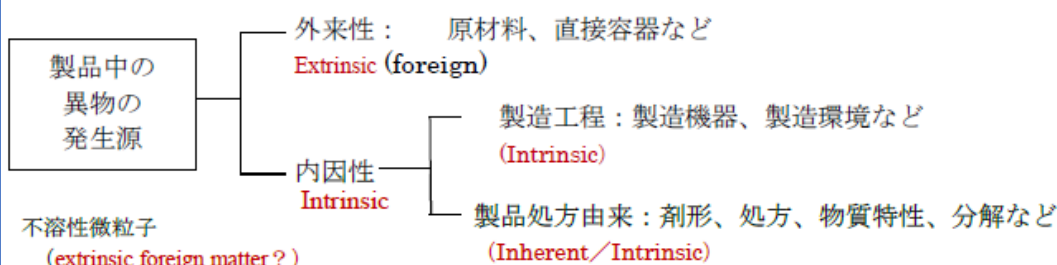 製品中の
異物の
発生源
外来性： 原材料、直接容器など
Extrinsic (foreign)
内因性
Intrinsic
製造工程：製造機器、製造環境など
(Intrinsic)
製品処方由来：剤形、処方、物質特性、分解など
(Inherent／Intrinsic)
不溶性微粒子
（extrinsic foreign matter？）